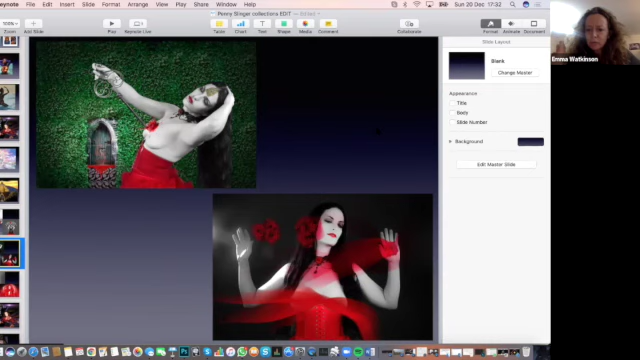 Keynote File Edit Insert Slide Format Arrange View Play Share Window Help Sun 20 Dec 17:32
Penny Slinger collections EDIT — Edited
Add Slide Play Keynote Live Table Chart Text Shape Media Comment Collaborate Format Animate Document
Slide Layout
Blank
Change Master
Appearance
Title
Body
Slide Number
Background
Edit Master Slide
Emma Watkinson